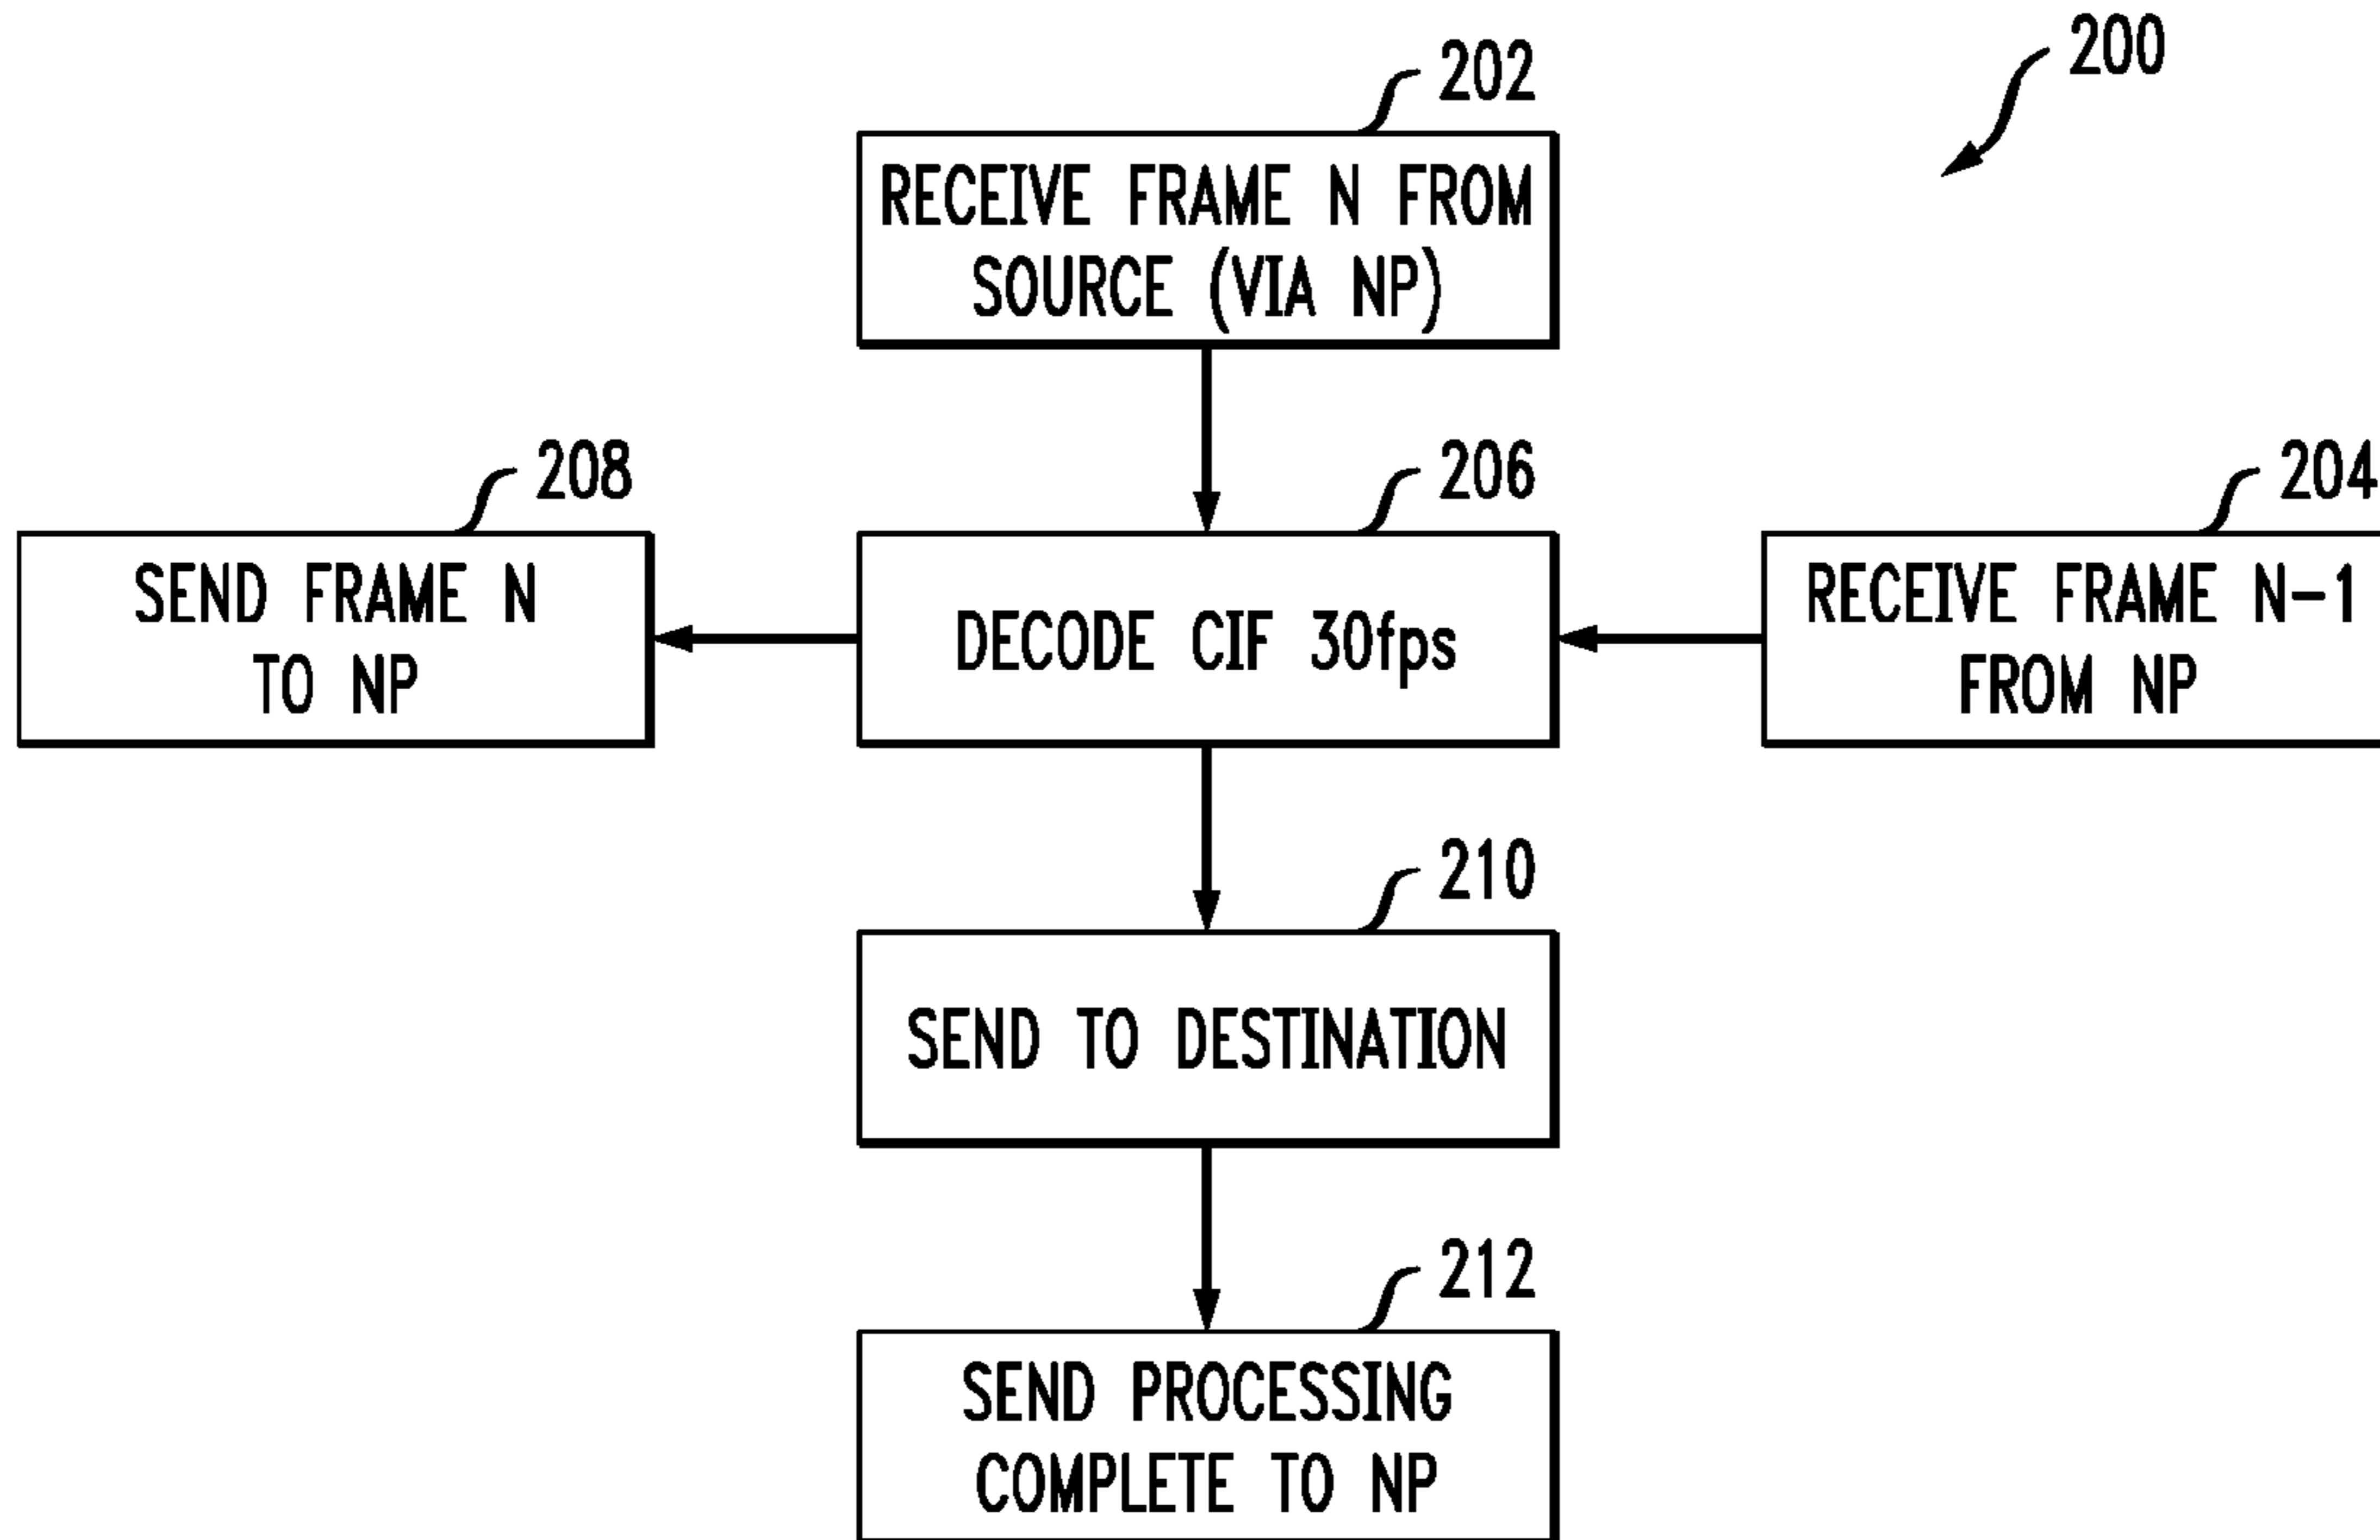 200
202
RECEIVE FRAME N FROM
SOURCE (VIA NP)
208
SEND FRAME N
TO NP
206
DECODE CIF 30fps
204
RECEIVE FRAME N-1
FROM NP
210
SEND TO DESTINATION
212
SEND PROCESSING
COMPLETE TO NP